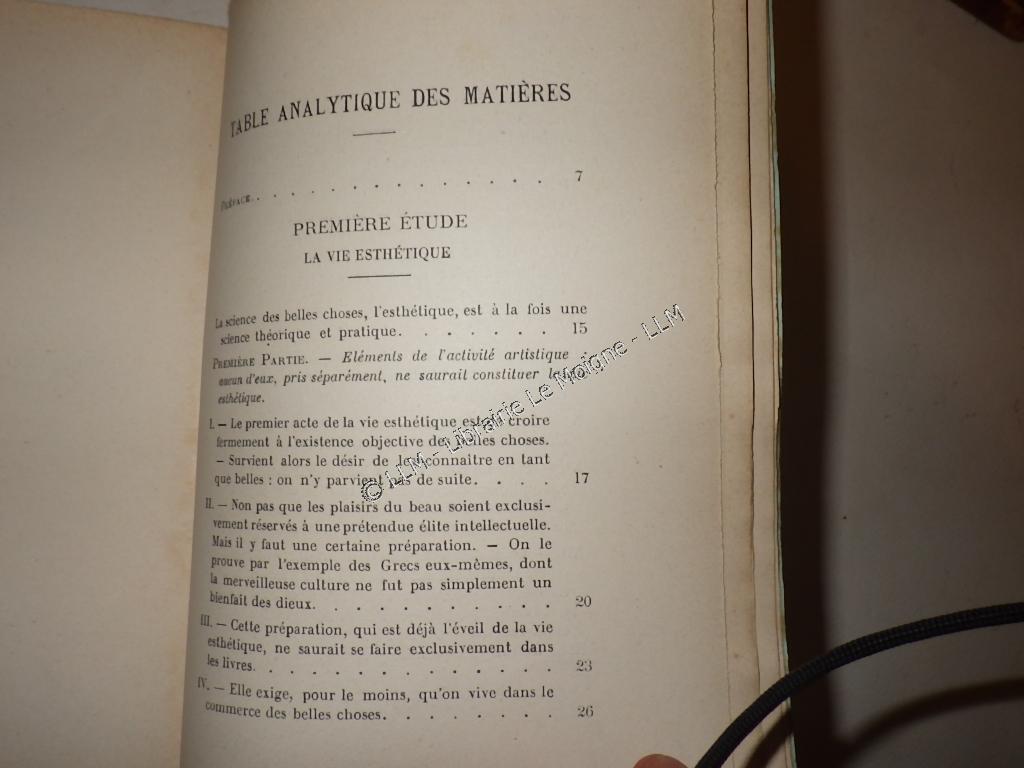 TABLE ANALYTIQUE DES MATIÈRES
PRÉFACE. . . . . . . . . . . . . . 7
PREMIÈRE ÉTUDE
LA VIE ESTHÉTIQUE
La science des belles choses, l'esthétique, est à la fois une
science théorique et pratique. . . . . . . 15
PREMIÈRE PARTIE. — Eléments de l'activité artistique :
aucun d'eux, pris séparément, ne saurait constituer la vie
esthétique.
I. — Le premier acte de la vie esthétique est de croire
fermement à l'existence objective des belles choses.
— Survient alors le désir de les connaître en tant
que belles : on n'y parvient pas de suite. . . . 17
II. — Non pas que les plaisirs du beau soient exclusi-
vement réservés à une prétendue élite intellectuelle.
Mais il y faut une certaine préparation. — On le
prouve par l'exemple des Grecs eux-mêmes, dont
la merveilleuse culture ne fut pas simplement un
bienfait des dieux. . . . . . . . . . . 20
III. — Cette préparation, qui est déjà l'éveil de la vie
esthétique, ne saurait se faire exclusivement dans
les livres. . . . . . . . . . . . . . 23
IV. — Elle exige, pour le moins, qu'on vive dans le
commerce des belles choses. . . . . . . . 26
© LLM - Librairie Le Moigne - LLM